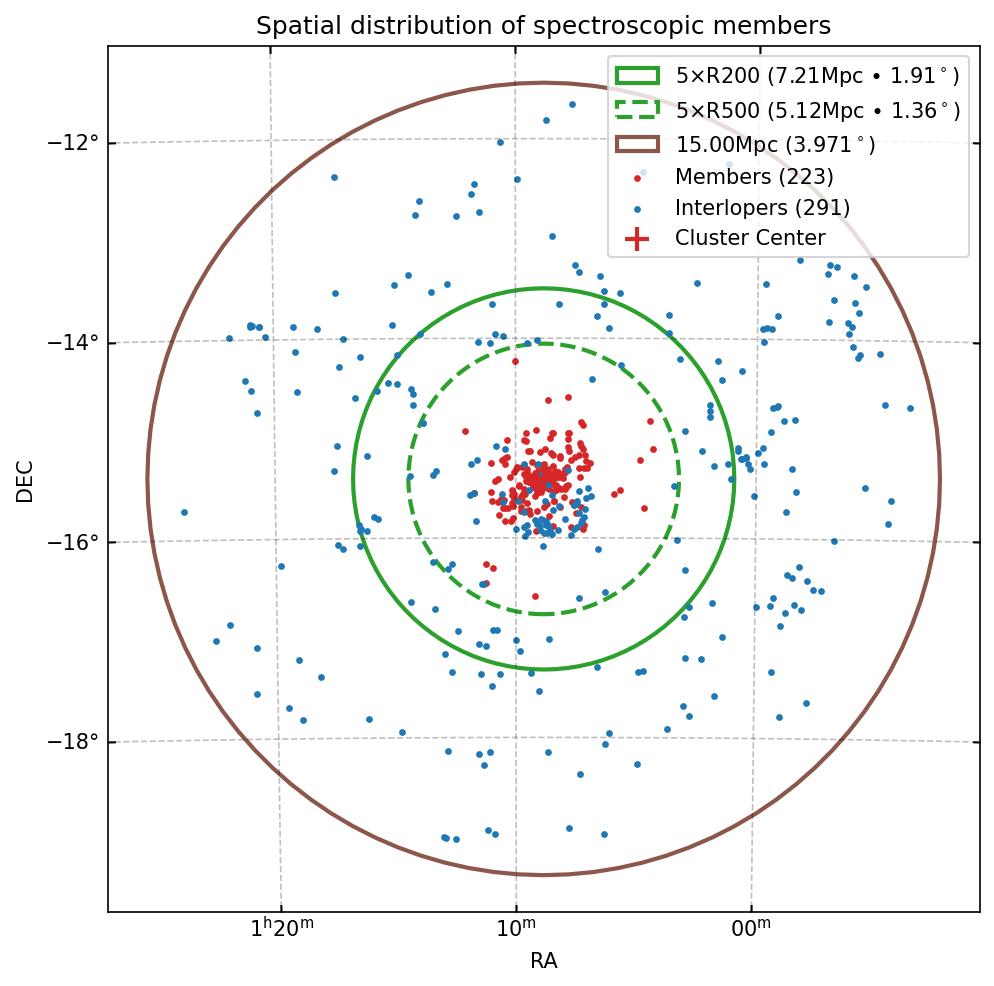 Spatial distribution of spectroscopic members
5×R200 (7.21Mpc • 1.91°)
5×R500 (5.12Mpc • 1.36°)
15.00Mpc (3.971°)
Members (223)
Interlopers (291)
Cluster Center
−12°
−14°
−16°
−18°
DEC
1ʰ20ᵐ 10ᵐ 00ᵐ
RA